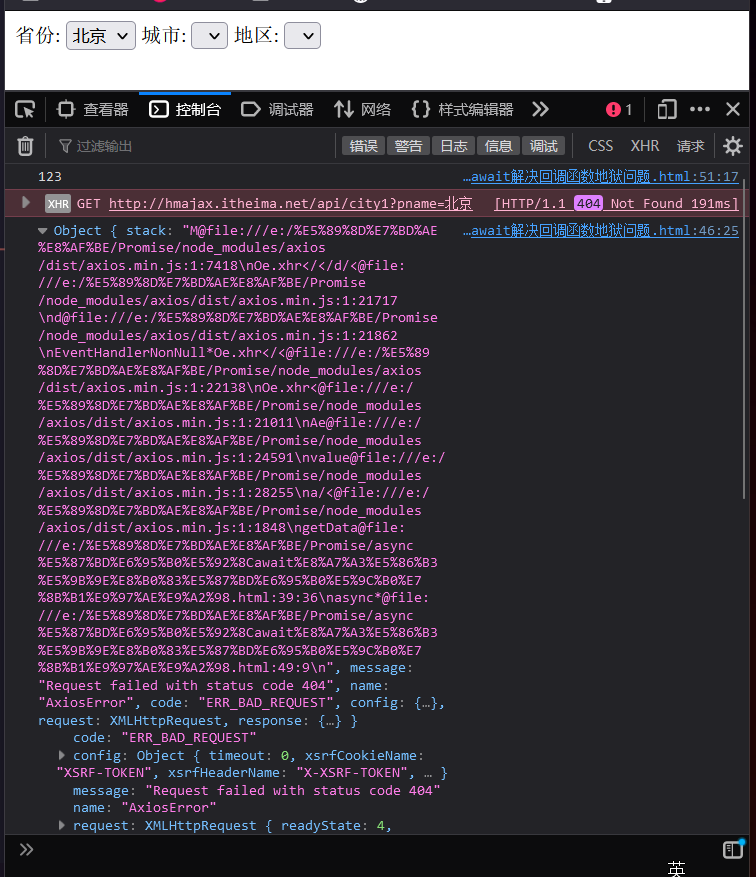 省份: 北京 城市: 地区:
查看器 控制台 调试器 网络 {} 样式编辑器 1
过滤输出 错误 警告 日志 信息 调试 CSS XHR 请求
123 …await解决回调函数地狱问题.html:51:17
XHR GET http://hmajax.itheima.net/api/city1?pname=北京 [HTTP/1.1 404 Not Found 191ms]
Object { stack: "M@file:///e:/%E5%89%8D%E7%BD%AE …await解决回调函数地狱问题.html:46:25
%E8%AF%BE/Promise/node_modules/axios
/dist/axios.min.js:1:7418\nOe.xhr</</d/<@file:
///e:/%E5%89%8D%E7%BD%AE%E8%AF%BE/Promise
/node_modules/axios/dist/axios.min.js:1:21717
\nd@file:///e:/%E5%89%8D%E7%BD%AE%E8%AF%BE/Promise
/node_modules/axios/dist/axios.min.js:1:21862
\nEventHandlerNonNull*Oe.xhr</<@file:///e:/%E5%89
%8D%E7%BD%AE%E8%AF%BE/Promise/node_modules/axios
/dist/axios.min.js:1:22138\nOe.xhr<@file:///e:/
%E5%89%8D%E7%BD%AE%E8%AF%BE/Promise/node_modules
/axios/dist/axios.min.js:1:21011\nAe@file:///e:/
%E5%89%8D%E7%BD%AE%E8%AF%BE/Promise/node_modules
/axios/dist/axios.min.js:1:24591\nvalue@file:///e:/
%E5%89%8D%E7%BD%AE%E8%AF%BE/Promise/node_modules
/axios/dist/axios.min.js:1:28255\na/<@file:///e:/
%E5%89%8D%E7%BD%AE%E8%AF%BE/Promise/node_modules
/axios/dist/axios.min.js:1:1848\ngetData@file:
///e:/%E5%89%8D%E7%BD%AE%E8%AF%BE/Promise/async
%E5%87%BD%E6%95%B0%E5%92%8Cawait%E8%A7%A3%E5%86%B3
%E5%9B%9E%E8%B0%83%E5%87%BD%E6%95%B0%E5%9C%B0%E7
%8B%B1%E9%97%AE%E9%A2%98.html:39:36\nasync*@file:
///e:/%E5%89%8D%E7%BD%AE%E8%AF%BE/Promise/async
%E5%87%BD%E6%95%B0%E5%92%8Cawait%E8%A7%A3%E5%86%B3
%E5%9B%9E%E8%B0%83%E5%87%BD%E6%95%B0%E5%9C%B0%E7
%8B%B1%E9%97%AE%E9%A2%98.html:49:9\n", message:
"Request failed with status code 404", name:
"AxiosError", code: "ERR_BAD_REQUEST", config: {…},
request: XMLHttpRequest, response: {…} }
code: "ERR_BAD_REQUEST"
config: Object { timeout: 0, xsrfCookieName:
"XSRF-TOKEN", xsrfHeaderName: "X-XSRF-TOKEN", … }
message: "Request failed with status code 404"
name: "AxiosError"
request: XMLHttpRequest { readyState: 4,
英